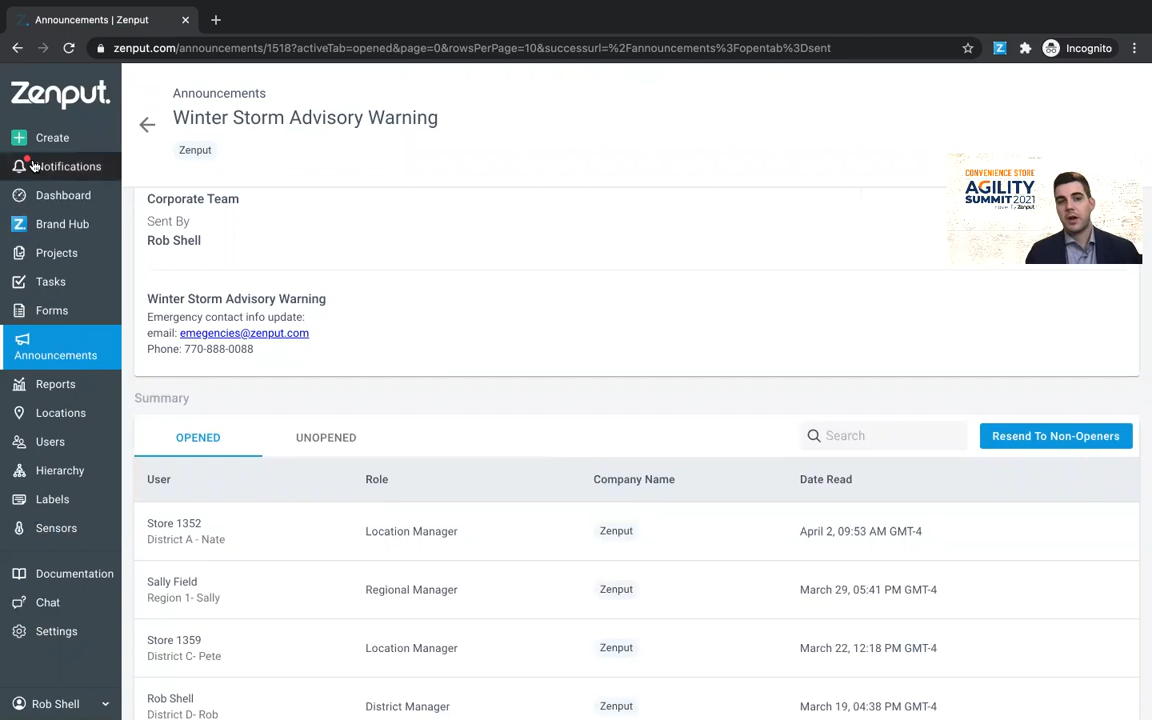 Announcements | Zenput
zenput.com/announcements/1518?activeTab=opened&page=0&rowsPerPage=10&successurl=%2Fannouncements%3Fopentab%3Dsent
Z
Incognito
Zenput.
Create
Notifications
Dashboard
Z. Brand Hub
Projects
Tasks
Forms
Announcements
Reports
Locations
Users
Hierarchy
Labels
Sensors
Documentation
Chat
Settings
Rob Shell
Announcements
Winter Storm Advisory Warning
Zenput
CONVENIENCE STORE
AGILITY
SUMMIT 2021
Zenput
Corporate Team
Sent By
Rob Shell
Winter Storm Advisory Warning
Emergency contact info update:
email: emegencies@zenput.com
Phone: 770-888-0088
Summary
OPENED UNOPENED Search Resend To Non-Openers
User Role Company Name Date Read
Store 1352
District A - Nate Location Manager Zenput April 2, 09:53 AM GMT-4
Sally Field
Region 1- Sally Regional Manager Zenput March 29, 05:41 PM GMT-4
Store 1359
District C- Pete Location Manager Zenput March 22, 12:18 PM GMT-4
Rob Shell
District D- Rob District Manager Zenput March 19, 04:38 PM GMT-4